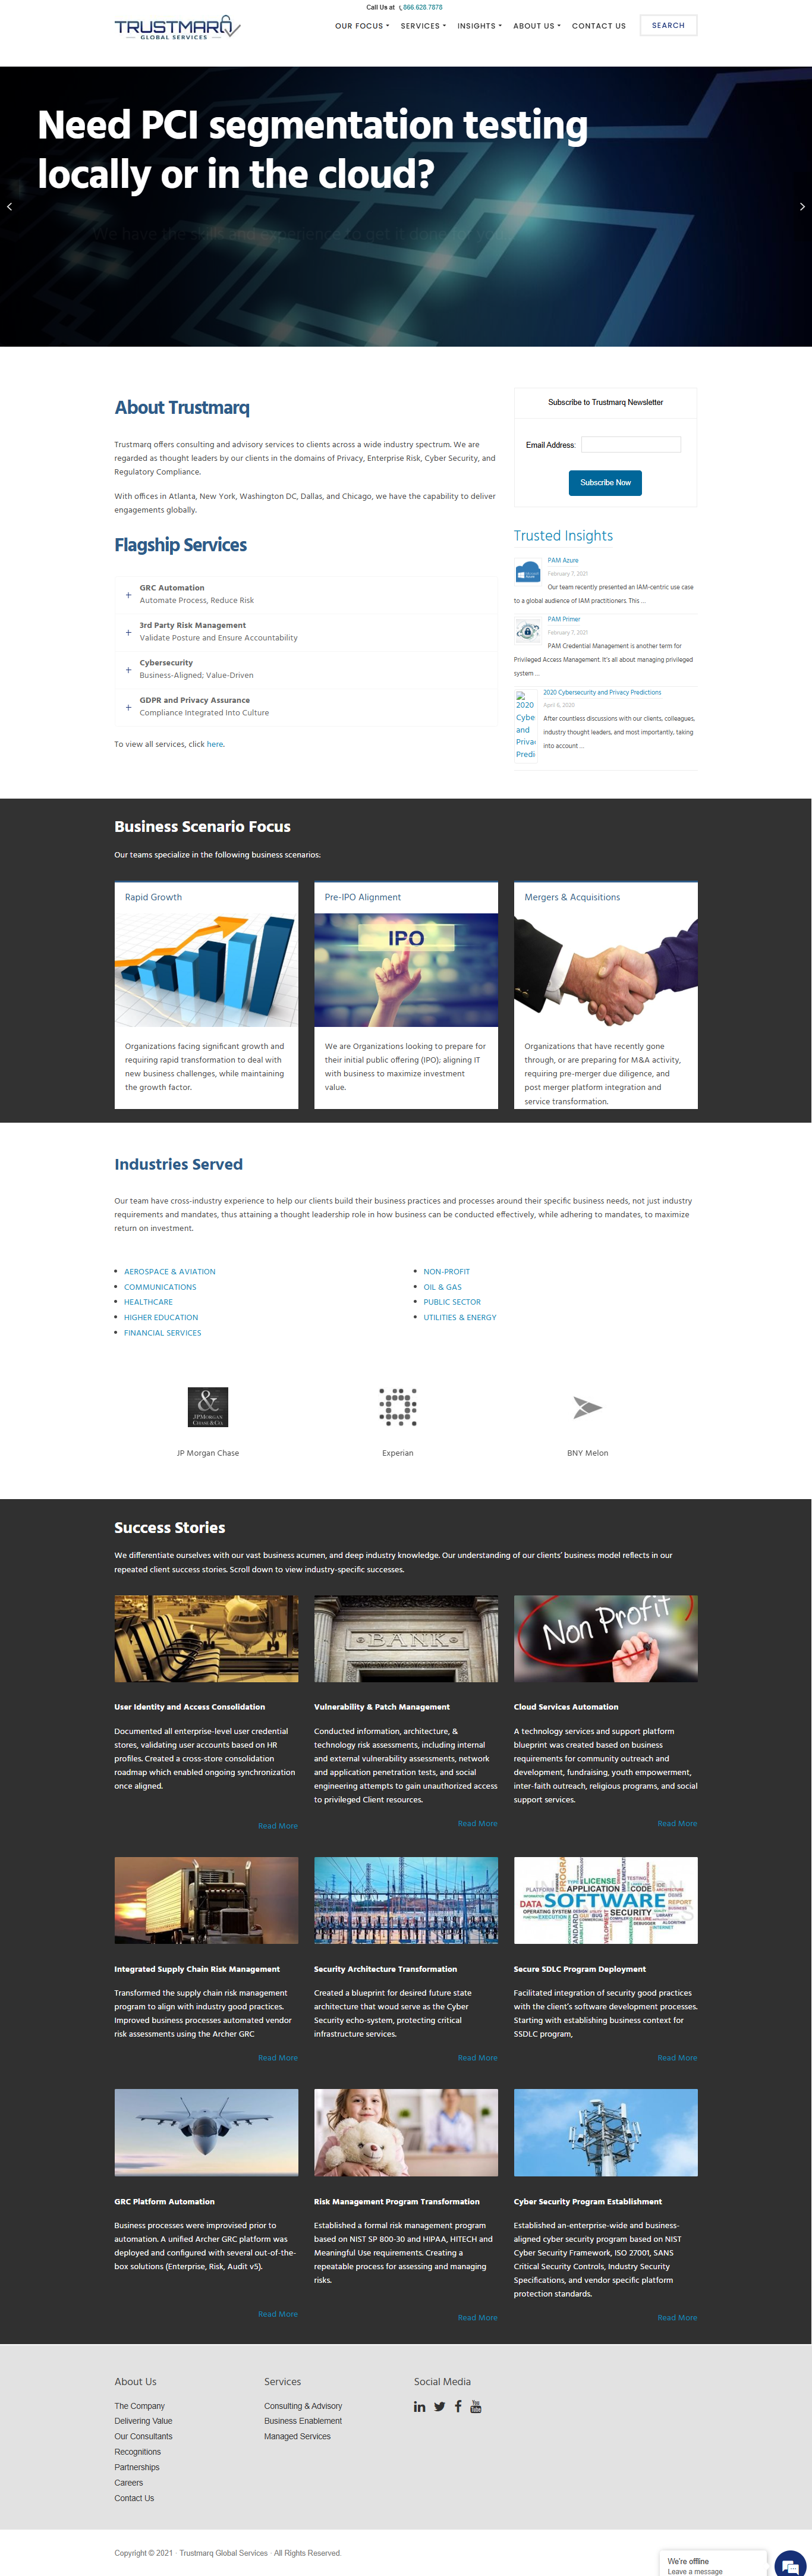 Call Us at 866.628.7878
TRUSTMARQ
GLOBAL SERVICES
OUR FOCUS
SERVICES
INSIGHTS
ABOUT US
CONTACT US
SEARCH
Need PCI segmentation testing
locally or in the cloud?
We have the skills and experience to get it done for you
About Trustmarq
Trustmarq offers consulting and advisory services to clients across a wide industry spectrum. We are
regarded as thought leaders by our clients in the domains of Privacy, Enterprise Risk, Cyber Security, and
Regulatory Compliance.
With offices in Atlanta, New York, Washington DC, Dallas, and Chicago, we have the capability to deliver
engagements globally.
Flagship Services
+ GRC Automation
Automate Process, Reduce Risk
+ 3rd Party Risk Management
Validate Posture and Ensure Accountability
+ Cybersecurity
Business-Aligned; Value-Driven
+ GDPR and Privacy Assurance
Compliance Integrated Into Culture
To view all services, click here.
Subscribe to Trustmarq Newsletter
Email Address:
Subscribe Now
Trusted Insights
PAM Azure
February 7, 2021
Our team recently presented an IAM-centric use case
to a global audience of IAM practitioners. This ...
PAM Primer
February 7, 2021
PAM Credential Management is another term for
Privileged Access Management. It's all about managing privileged
system ...
2020
Cybe
and
Priva
Predi
2020 Cybersecurity and Privacy Predictions
April 6, 2020
After countless discussions with our clients, colleagues,
industry thought leaders, and most importantly, taking
into account ...
Business Scenario Focus
Our teams specialize in the following business scenarios:
Rapid Growth
Organizations facing significant growth and
requiring rapid transformation to deal with
new business challenges, while maintaining
the growth factor.
Pre-IPO Alignment
IPO
We are Organizations looking to prepare for
their initial public offering (IPO); aligning IT
with business to maximize investment
value.
Mergers & Acquisitions
Organizations that have recently gone
through, or are preparing for M&A activity,
requiring pre-merger due diligence, and
post merger platform integration and
service transformation.
Industries Served
Our team have cross-industry experience to help our clients build their business practices and processes around their specific business needs, not just industry
requirements and mandates, thus attaining a thought leadership role in how business can be conducted effectively, while adhering to mandates, to maximize
return on investment.
AEROSPACE & AVIATION
COMMUNICATIONS
HEALTHCARE
HIGHER EDUCATION
FINANCIAL SERVICES
NON-PROFIT
OIL & GAS
PUBLIC SECTOR
UTILITIES & ENERGY
&
JPMORGAN
CHASE & CO.
JP Morgan Chase
Experian
BNY Melon
Success Stories
We differentiate ourselves with our vast business acumen, and deep industry knowledge. Our understanding of our clients' business model reflects in our
repeated client success stories. Scroll down to view industry-specific successes.
User Identity and Access Consolidation
Documented all enterprise-level user credential
stores, validating user accounts based on HR
profiles. Created a cross-store consolidation
roadmap which enabled ongoing synchronization
once aligned.
Read More
BANK
Vulnerability & Patch Management
Conducted information, architecture, &
technology risk assessments, including internal
and external vulnerability assessments, network
and application penetration tests, and social
engineering attempts to gain unauthorized access
to privileged Client resources.
Read More
Non Profit
Cloud Services Automation
A technology services and support platform
blueprint was created based on business
requirements for community outreach and
development, fundraising, youth empowerment,
inter-faith outreach, religious programs, and social
support services.
Read More
Integrated Supply Chain Risk Management
Transformed the supply chain risk management
program to align with industry good practices.
Improved business processes automated vendor
risk assessments using the Archer GRC
Read More
Security Architecture Transformation
Created a blueprint for desired future state
architecture that woud serve as the Cyber
Security echo-system, protecting critical
infrastructure services.
Read More
LICENSE
APPLICATION CODE
DATA SOFTWARE
OPERATING SYSTEM
SECURITY
Secure SDLC Program Deployment
Facilitated integration of security good practices
with the client's software development processes.
Starting with establishing business context for
SSDLC program,
Read More
GRC Platform Automation
Business processes were improvised prior to
automation. A unified Archer GRC platform was
deployed and configured with several out-of-the-
box solutions (Enterprise, Risk, Audit v5).
Read More
Risk Management Program Transformation
Established a formal risk management program
based on NIST SP 800-30 and HIPAA, HITECH and
Meaningful Use requirements. Creating a
repeatable process for assessing and managing
risks.
Read More
Cyber Security Program Establishment
Established an-enterprise-wide and business-
aligned cyber security program based on NIST
Cyber Security Framework, ISO 27001, SANS
Critical Security Controls, Industry Security
Specifications, and vendor specific platform
protection standards.
Read More
About Us
The Company
Delivering Value
Our Consultants
Recognitions
Partnerships
Careers
Contact Us
Services
Consulting & Advisory
Business Enablement
Managed Services
Social Media
Copyright © 2021 · Trustmarq Global Services · All Rights Reserved
We're offline
Leave a message